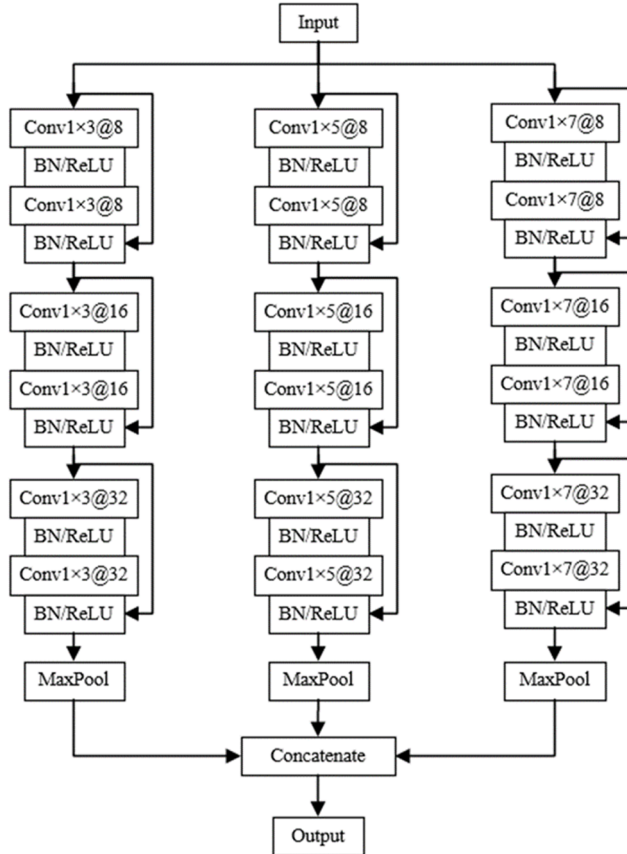 Input
Conv1×3@8
BN/ReLU
Conv1×3@8
BN/ReLU
Conv1×3@16
BN/ReLU
Conv1×3@16
BN/ReLU
Conv1×3@32
BN/ReLU
Conv1×3@32
BN/ReLU
MaxPool
Conv1×5@8
BN/ReLU
Conv1×5@8
BN/ReLU
Conv1×5@16
BN/ReLU
Conv1×5@16
BN/ReLU
Conv1×5@32
BN/ReLU
Conv1×5@32
BN/ReLU
MaxPool
Conv1×7@8
BN/ReLU
Conv1×7@8
BN/ReLU
Conv1×7@16
BN/ReLU
Conv1×7@16
BN/ReLU
Conv1×7@32
BN/ReLU
Conv1×7@32
BN/ReLU
MaxPool
Concatenate
Output